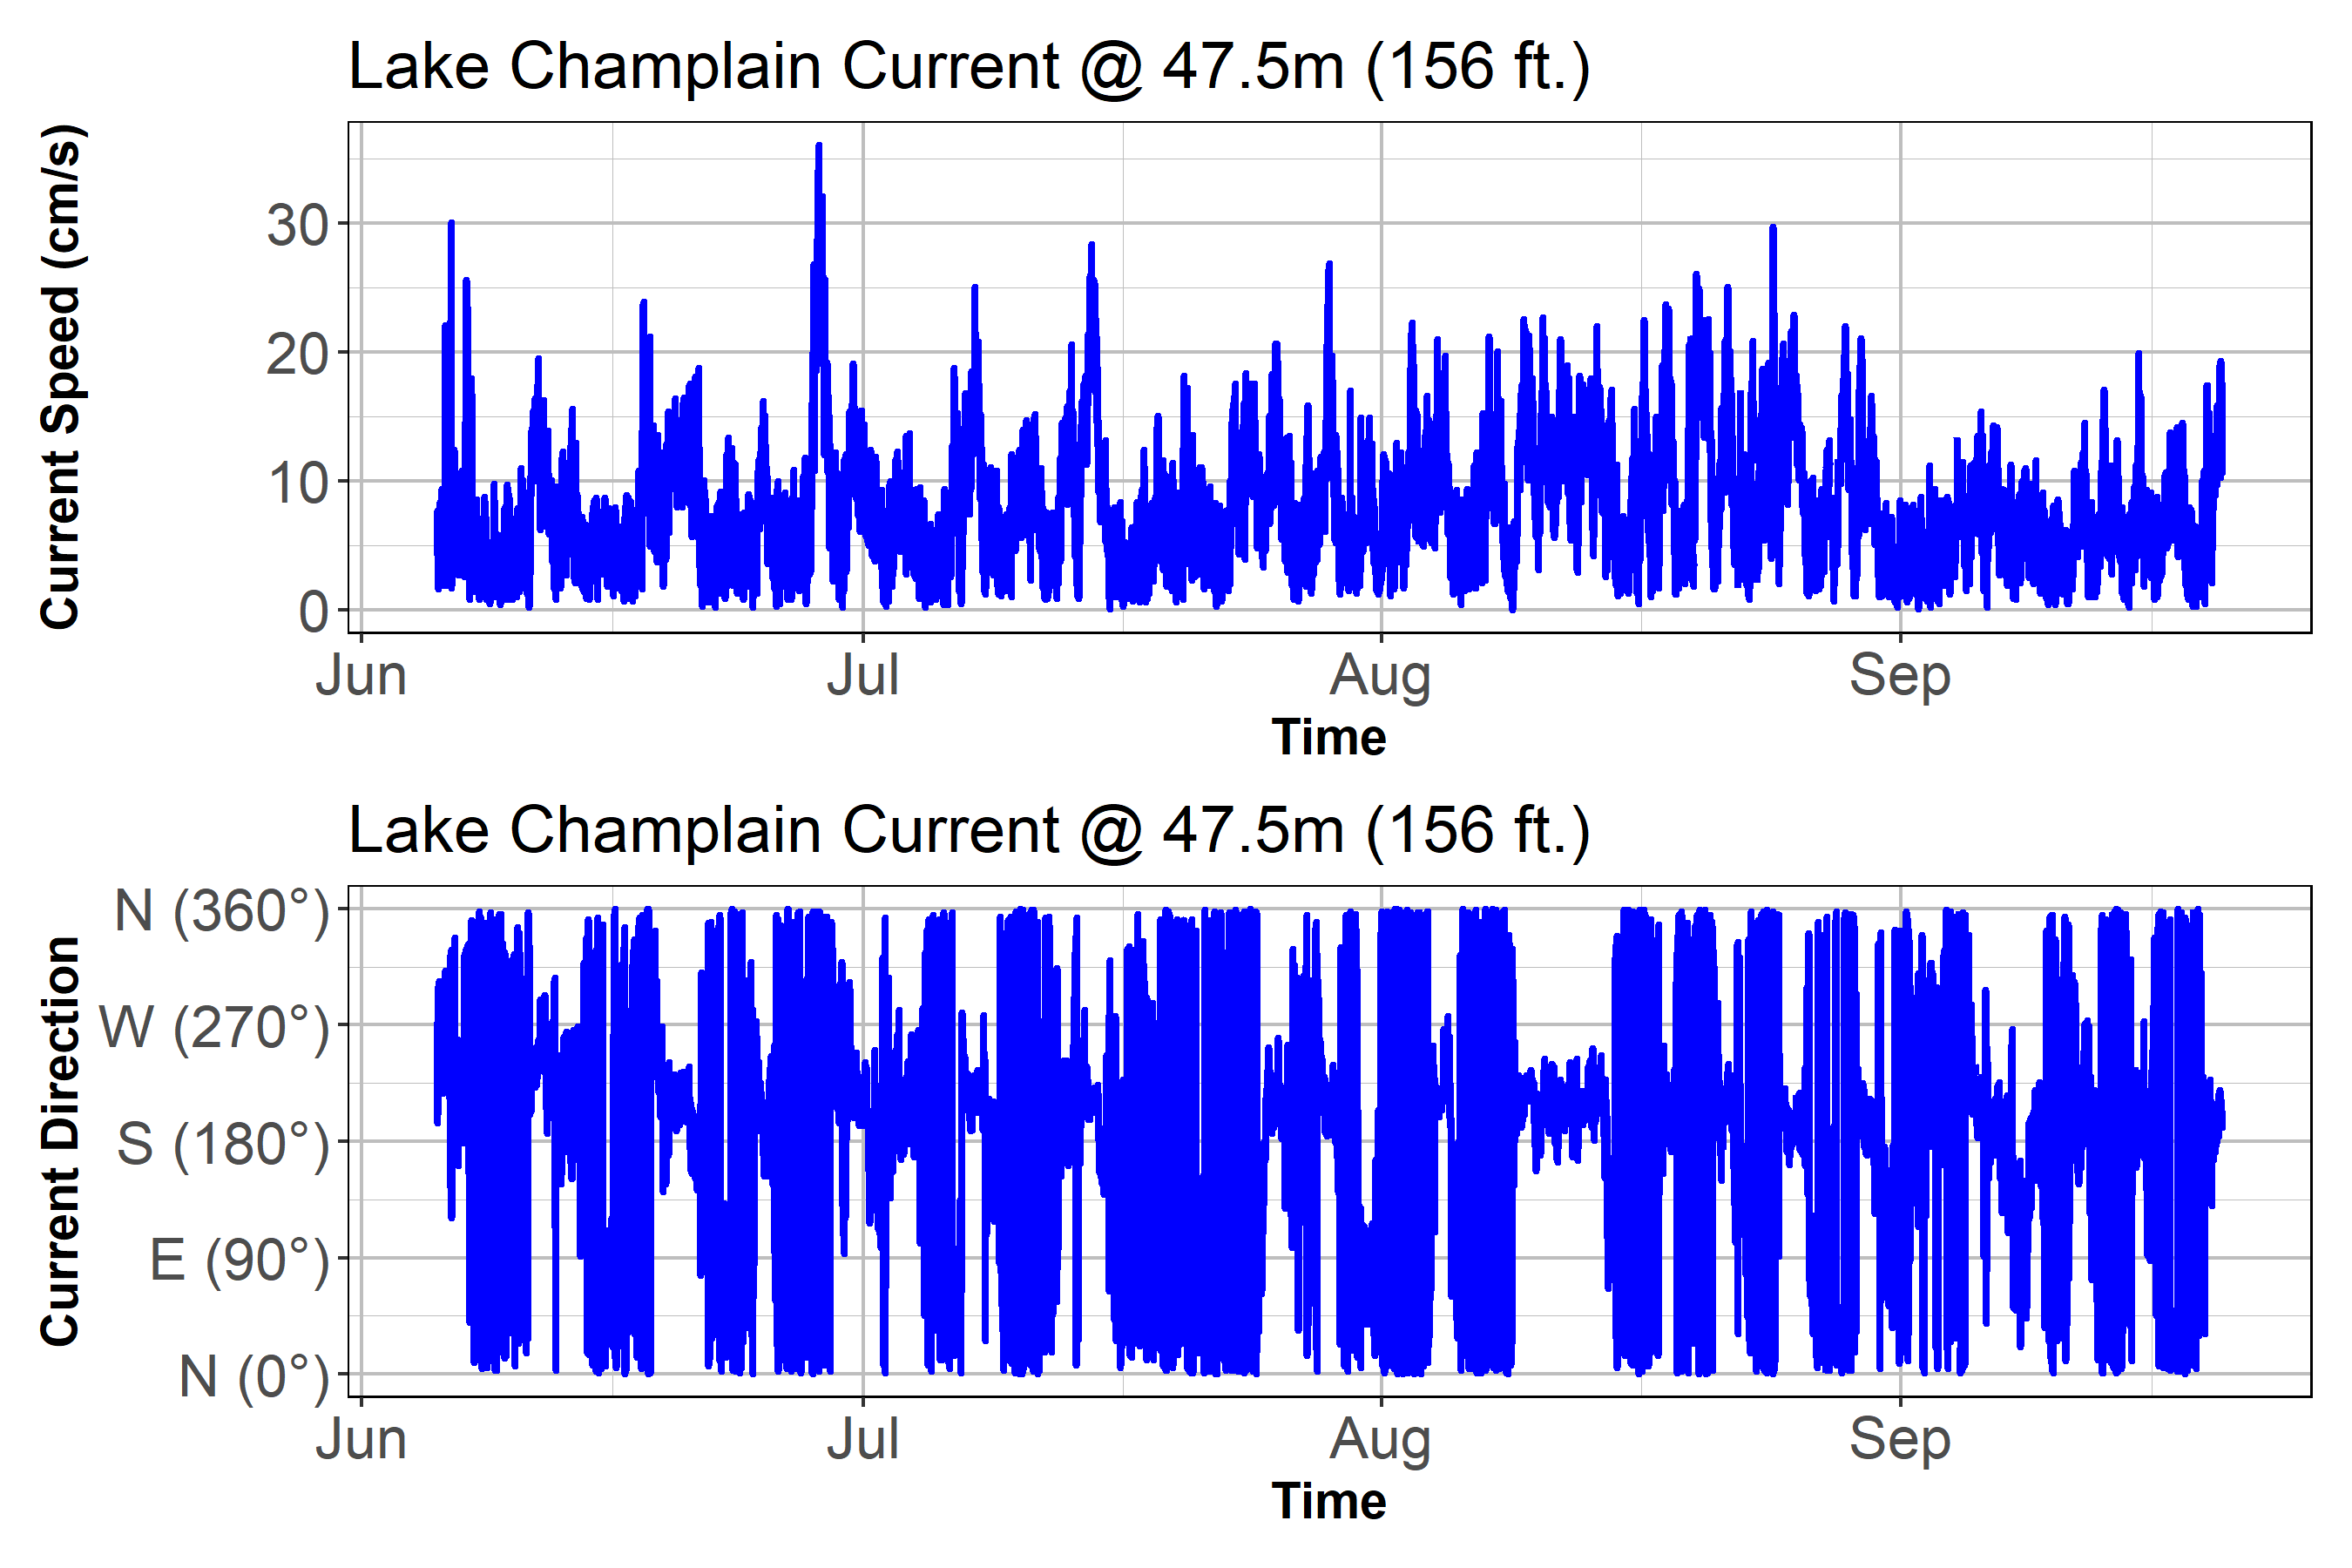 Lake Champlain Current @ 47.5m (156 ft.)
Current Speed (cm/s)
30
20
10
0
Jun Jul Aug Sep
Time
Lake Champlain Current @ 47.5m (156 ft.)
Current Direction
N (360°)
W (270°)
S (180°)
E (90°)
N (0°)
Jun Jul Aug Sep
Time